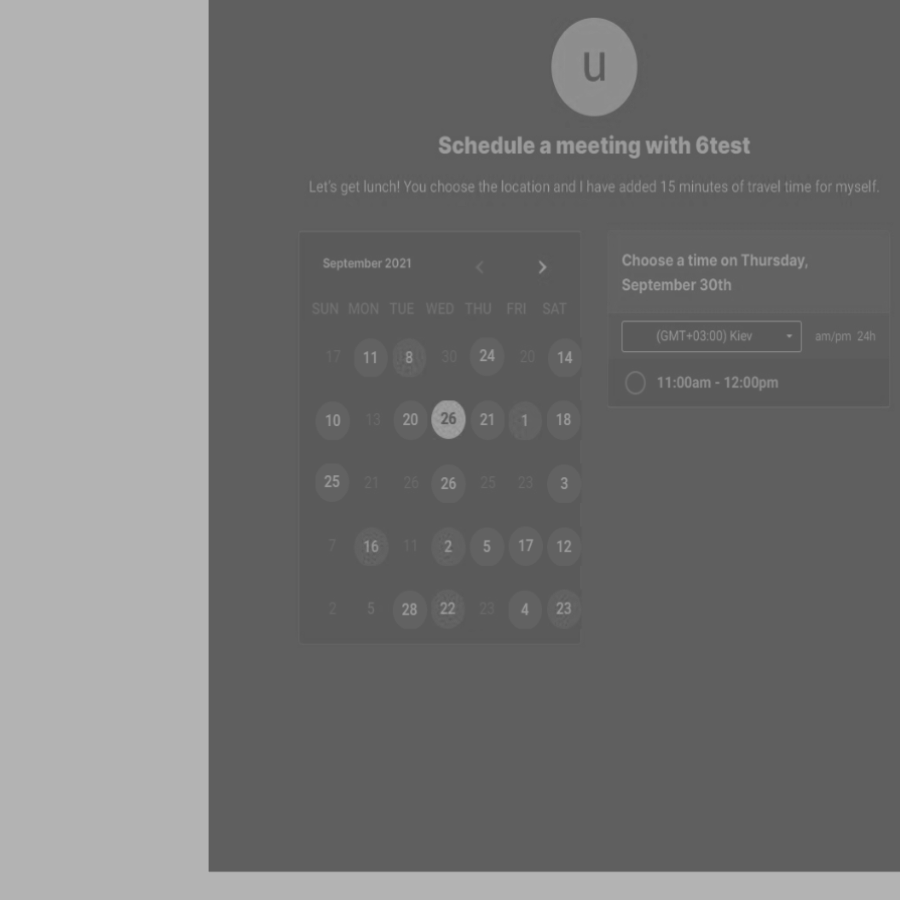 u
Schedule a meeting with 6test
Let's get lunch! You choose the location and I have added 15 minutes of travel time for myself.
September 2021
SUN MON TUE WED THU FRI SAT
17 11 8 30 24 20 14
10 13 20 26 21 1 18
25 21 26 26 25 23 3
7 16 11 2 5 17 12
2 5 28 22 23 4 23
Choose a time on Thursday,
September 30th
(GMT+03:00) Kiev am/pm 24h
11:00am - 12:00pm